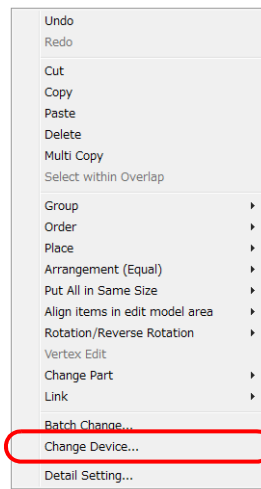 Undo
Redo
Cut
Copy
Paste
Delete
Multi Copy
Select within Overlap
Group
Order
Place
Arrangement (Equal)
Put All in Same Size
Align items in edit model area
Rotation/Reverse Rotation
Vertex Edit
Change Part
Link
Batch Change...
Change Device...
Detail Setting...